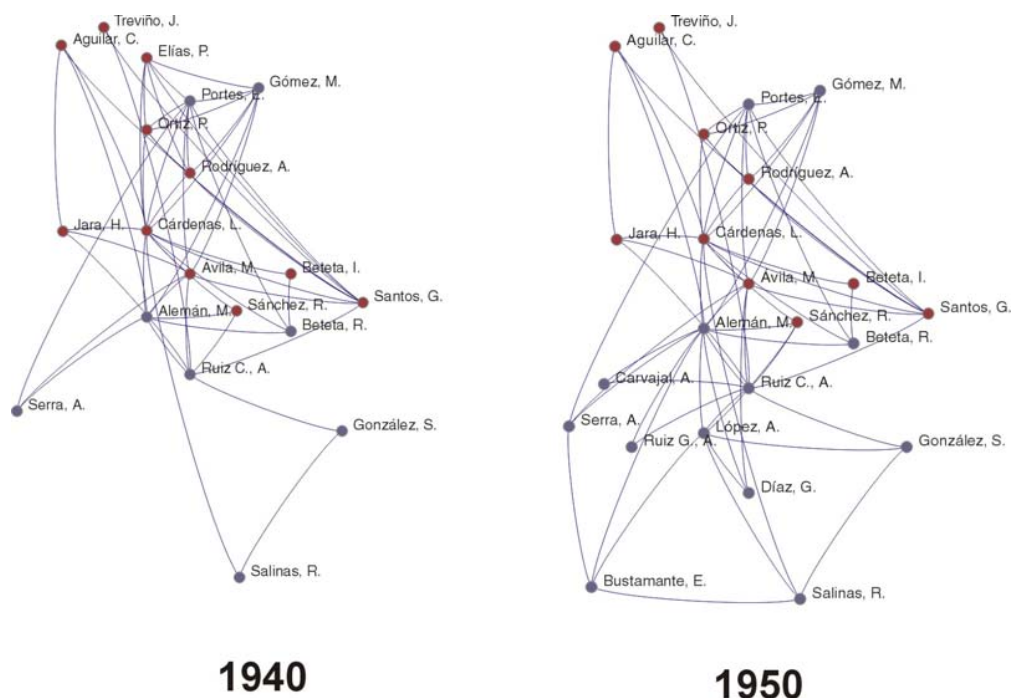 Treviño, J.
Aguilar, C.
Elías, P.
Gómez, M.
Portes, E.
Ortiz, P.
Rodríguez, A.
Jara, H.
Cárdenas, L.
Ávila, M.
Beteta, I.
Santos, G.
Sánchez, R.
Alemán, M.
Beteta, R.
Ruiz C., A.
Serra, A.
González, S.
Salinas, R.
1940
Treviño, J.
Aguilar, C.
Gómez, M.
Portes, E.
Ortiz, P.
Rodríguez, A.
Jara, H.
Cárdenas, L.
Ávila, M.
Beteta, I.
Santos, G.
Sánchez, R.
Alemán, M.
Beteta, R.
Carvajal, A.
Ruiz C., A.
Serra, A.
López, A.
Ruiz G., A.
González, S.
Díaz, G.
Bustamante, E.
Salinas, R.
1950